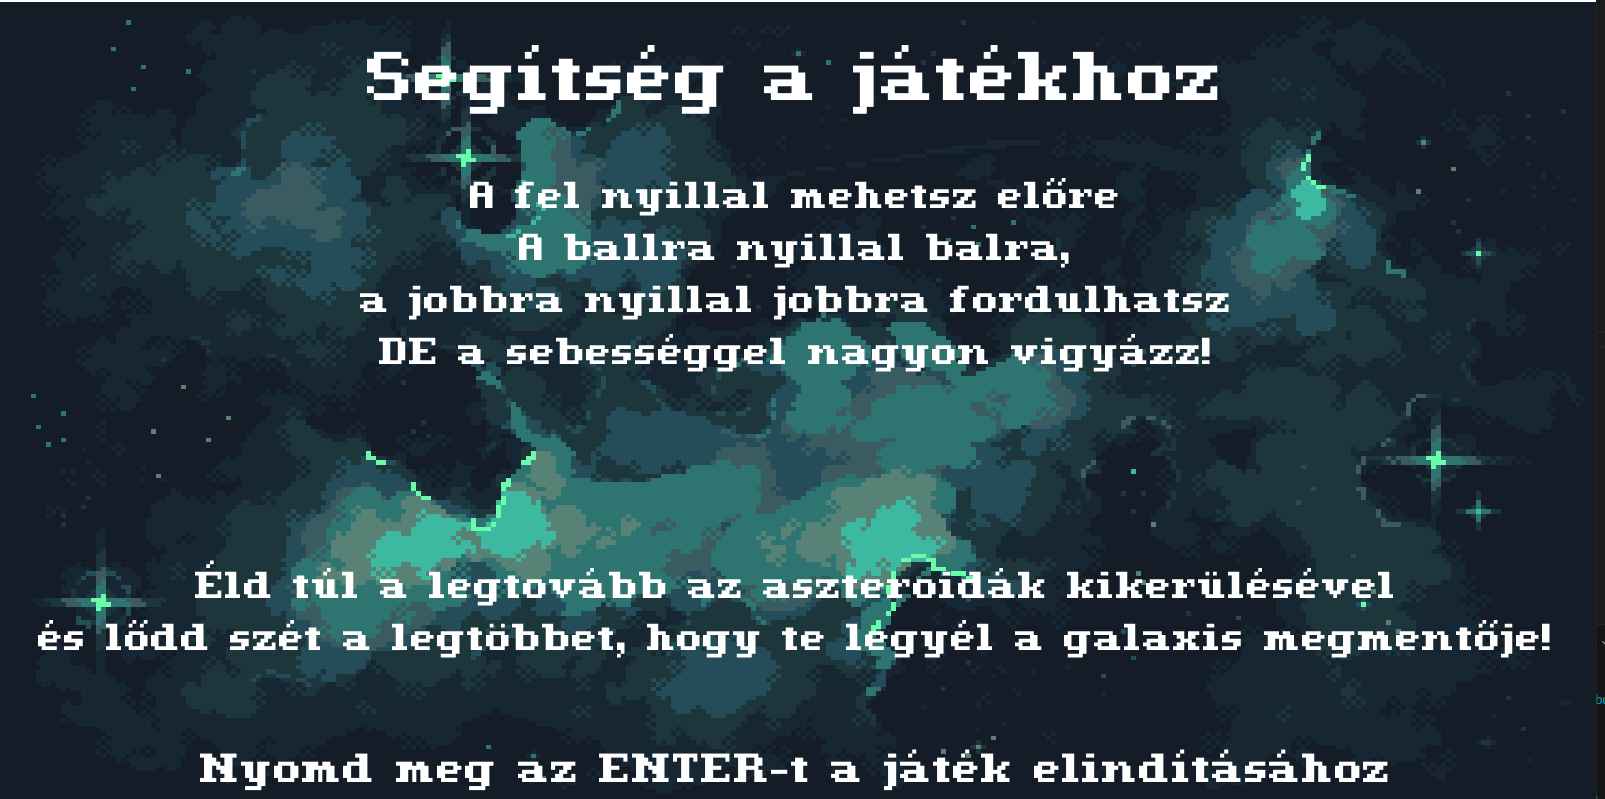 Segítség a játékhoz
A fel nyillal mehetsz előre
A ballra nyillal balra,
a jobbra nyillal jobbra fordulhatsz
DE a sebességgel nagyon vigyázz!
Éld túl a legtovább az aszteroidák kikerülésével
és lődd szét a legtöbbet, hogy te légyél a galaxis megmentője!
Nyomd meg az ENTER-t a játék elindításához